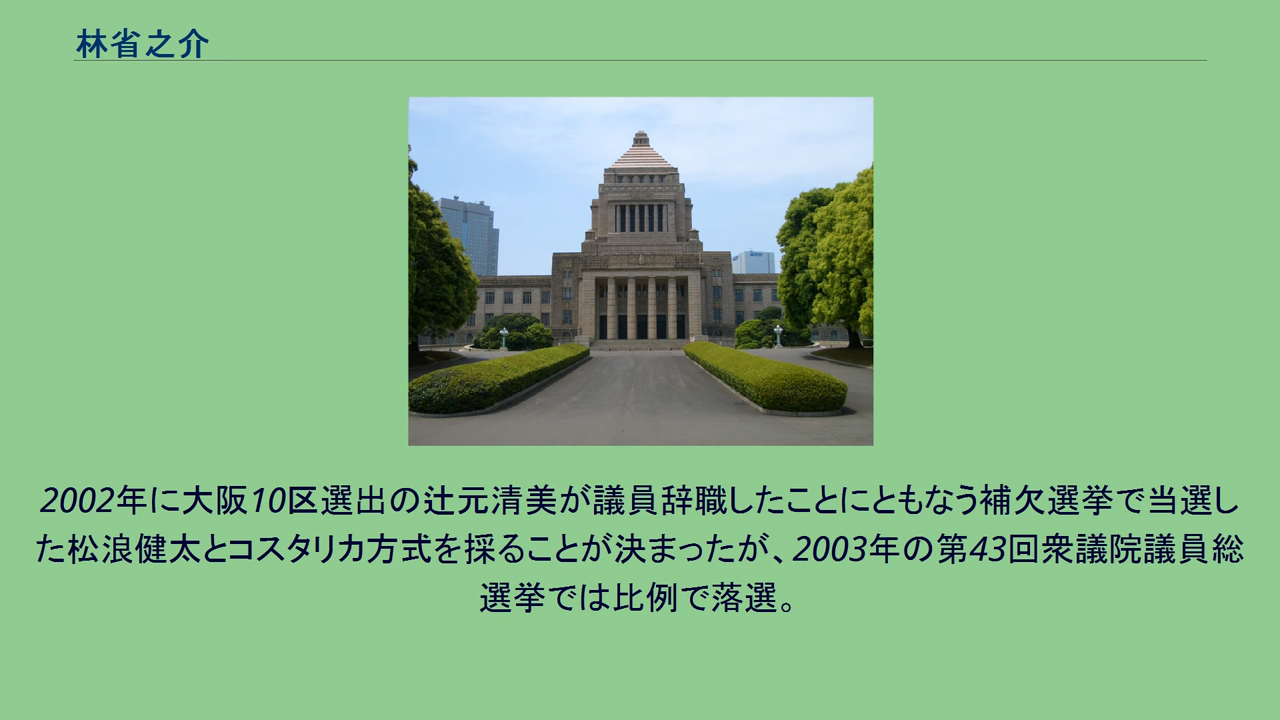 林省之介
2002年に大阪10区選出の辻元清美が議員辞職したことにともなう補欠選挙で当選し
た松浪健太とコスタリカ方式を採ることが決まったが、2003年の第43回衆議院議員総
選挙では比例で落選。